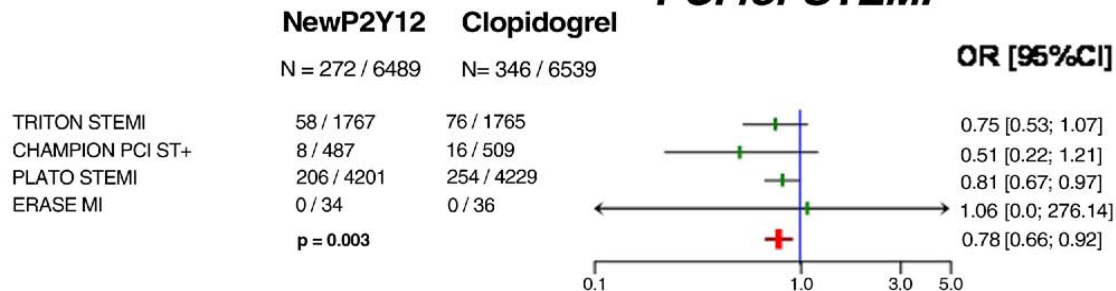 PCI for STEMI
NewP2Y12 Clopidogrel
N = 272 / 6489 N= 346 / 6539 OR [95%CI]
TRITON STEMI 58 / 1767 76 / 1765 0.75 [0.53; 1.07]
CHAMPION PCI ST+ 8 / 487 16 / 509 0.51 [0.22; 1.21]
PLATO STEMI 206 / 4201 254 / 4229 0.81 [0.67; 0.97]
ERASE MI 0 / 34 0 / 36 1.06 [0.0; 276.14]
p = 0.003 0.78 [0.66; 0.92]
0.1 1.0 3.0 5.0